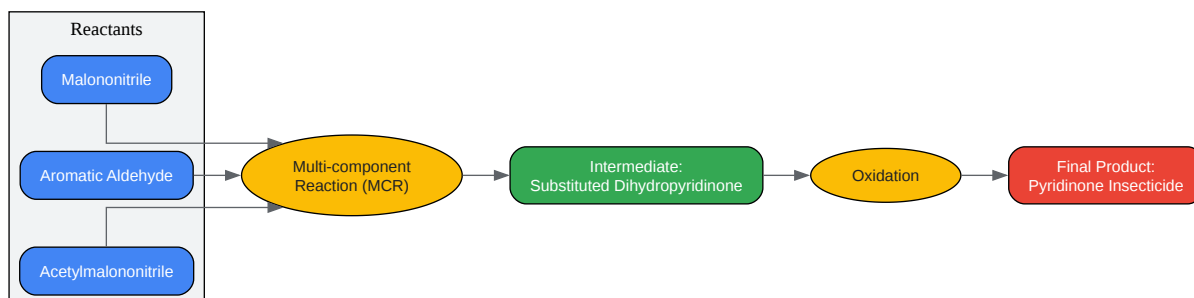 Reactants
Malononitrile
Aromatic Aldehyde
Acetylmalononitrile
Multi-component
Reaction (MCR)
Intermediate:
Substituted Dihydropyridinone
Oxidation
Final Product:
Pyridinone Insecticide